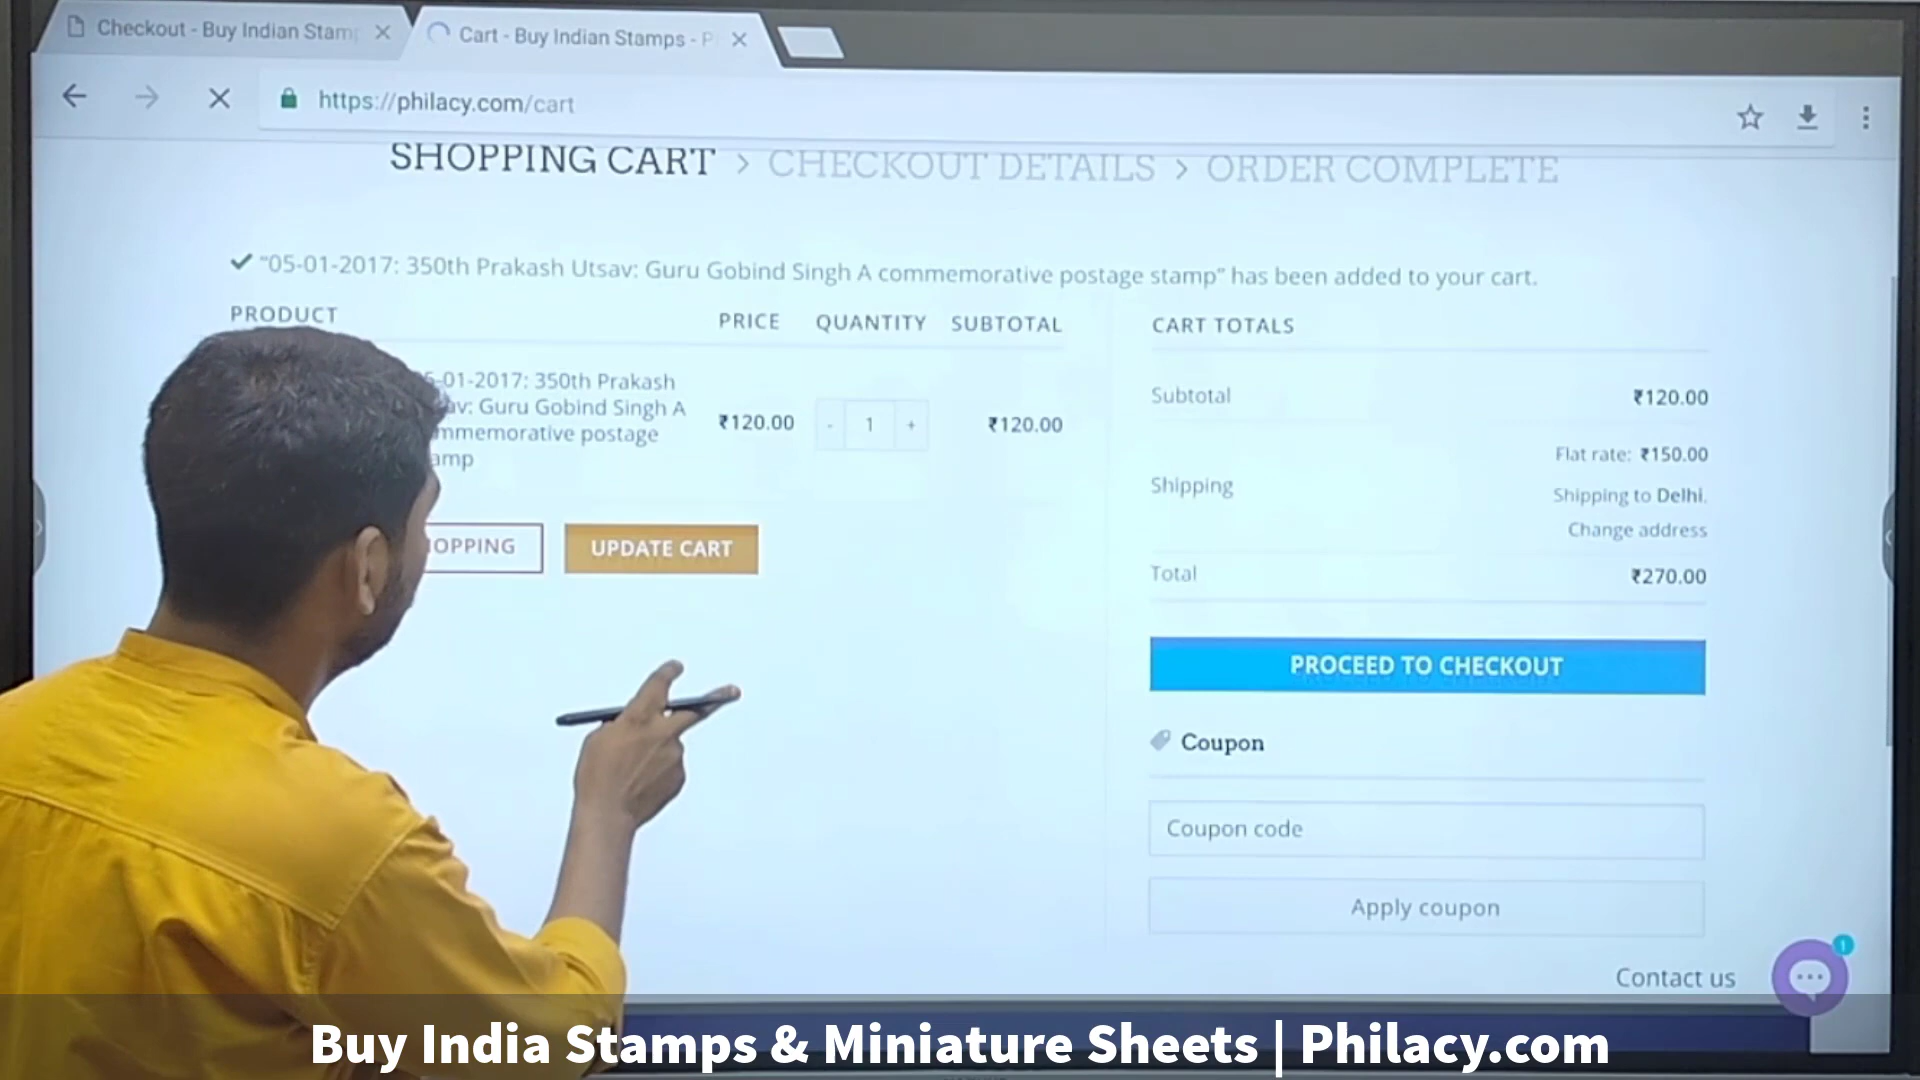 Checkout - Buy Indian Stam
Cart - Buy Indian Stamps - P
https://philacy.com/cart
SHOPPING CART > CHECKOUT DETAILS > ORDER COMPLETE
"05-01-2017: 350th Prakash Utsav: Guru Gobind Singh A commemorative postage stamp" has been added to your cart.
PRODUCT PRICE QUANTITY SUBTOTAL
-01-2017: 350th Prakash
av: Guru Gobind Singh A
mmemorative postage
amp
₹120.00 - 1 + ₹120.00
OPPING
UPDATE CART
CART TOTALS
Subtotal ₹120.00
Shipping
Flat rate: ₹150.00
Shipping to Delhi.
Change address
Total ₹270.00
PROCEED TO CHECKOUT
Coupon
Coupon code
Apply coupon
Contact us
1
Buy India Stamps & Miniature Sheets | Philacy.com